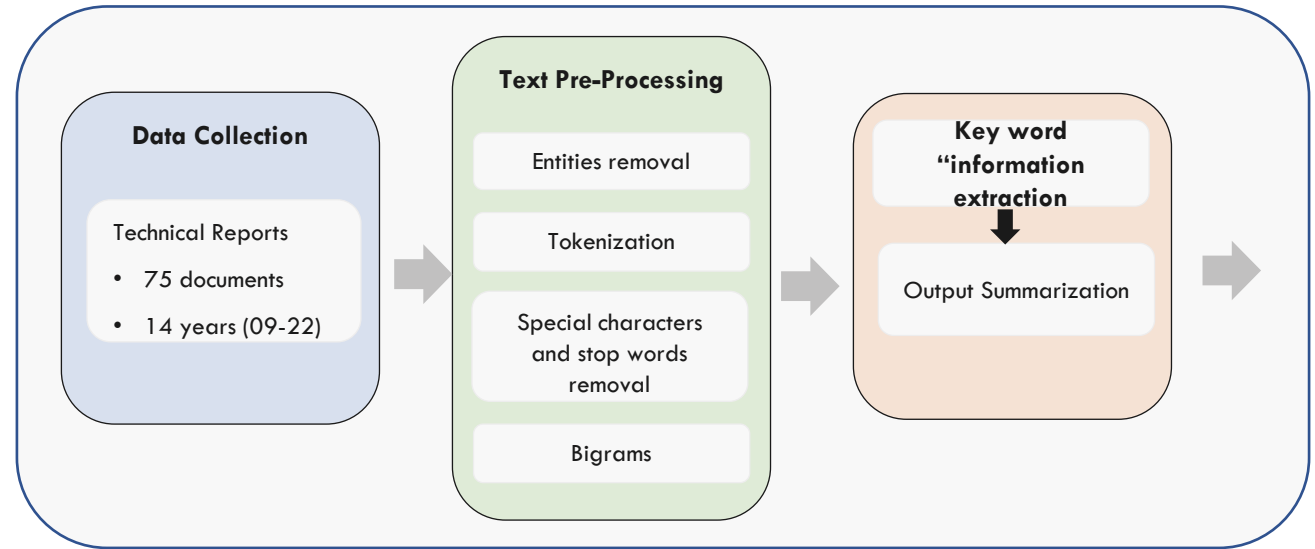 Data Collection
Technical Reports
• 75 documents
• 14 years (09-22)
Text Pre-Processing
Entities removal
Tokenization
Special characters
and stop words
removal
Bigrams
Key word
“information
extraction
Output Summarization